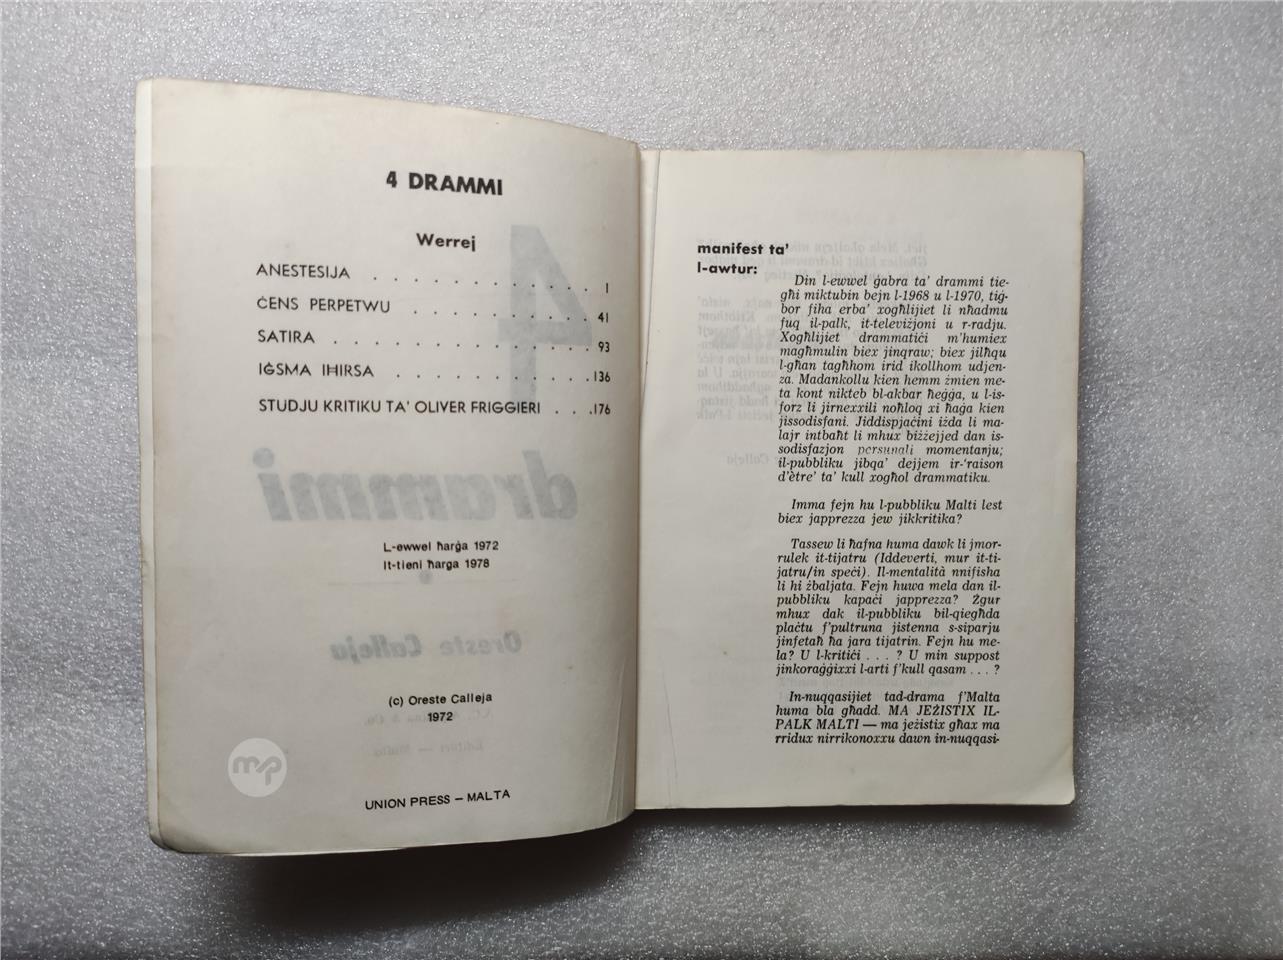 4 DRAMMI
Werrej
ANESTESIJA . . . . . . . . . . . . 1
ĊENS PERPETWU . . . . . . . . . . 41
SATIRA . . . . . . . . . . . . . . 93
IĠSMA IĦIRSA . . . . . . . . . . . 136
STUDJU KRITIKU TA' OLIVER FRIGGIERI . . . 176
L-ewwel ħarġa 1972
It-tieni ħarga 1978
(c) Oreste Calleja
1972
UNION PRESS — MALTA
mp
manifest ta'
l-awtur:
Din l-ewwel ġabra ta' drammi tie-
għi miktubin bejn l-1968 u l-1970, tiġ-
bor fiha erba' xogħlijiet li nħadmu
fuq il-palk, it-televiżjoni u r-radju.
Xogħlijiet drammatiċi m'humiex
magħmulin biex jinqraw; biex jilħqu
l-għan tagħhom irid ikollhom udjen-
za. Madankollu kien hemm żmien me-
ta kont nikteb bl-akbar ħeġġa, u l-is-
forz li jirnexxili noħloq xi ħaġa kien
jissodisfani. Jiddispjaċini iżda li ma-
lajr intbaħt li mhux biżżejjed dan is-
sodisfazjon personali momentanju;
il-pubbliku jibqa' dejjem ir-'raison
d'ètre' ta' kull xogħol drammatiku.
Imma fejn hu l-pubbliku Malti lest
biex japprezza jew jikkritika?
Tassew li ħafna huma dawk li jmor-
rulek it-tijatru (Iddeverti, mur it-ti-
jatru/in speċi). Il-mentalità nnifisha
li hi żbaljata. Fejn huwa mela dan il-
pubbliku kapaċi japprezza? Żgur
mhux dak il-pubbliku bil-qiegħda
plaċtu f'pultruna jistenna s-siparju
jinfetaħ ħa jara tijatrin. Fejn hu me-
la? U l-kritiċi . . . ? U min suppost
jinkoraġġixxi l-arti f'kull qasam . . . ?
In-nuqqasijiet tad-drama f'Malta
huma bla għadd. MA JEŻISTIX IL-
PALK MALTI — ma jeżistix għax ma
rridux nirrikonoxxu dawn in-nuqqasi-